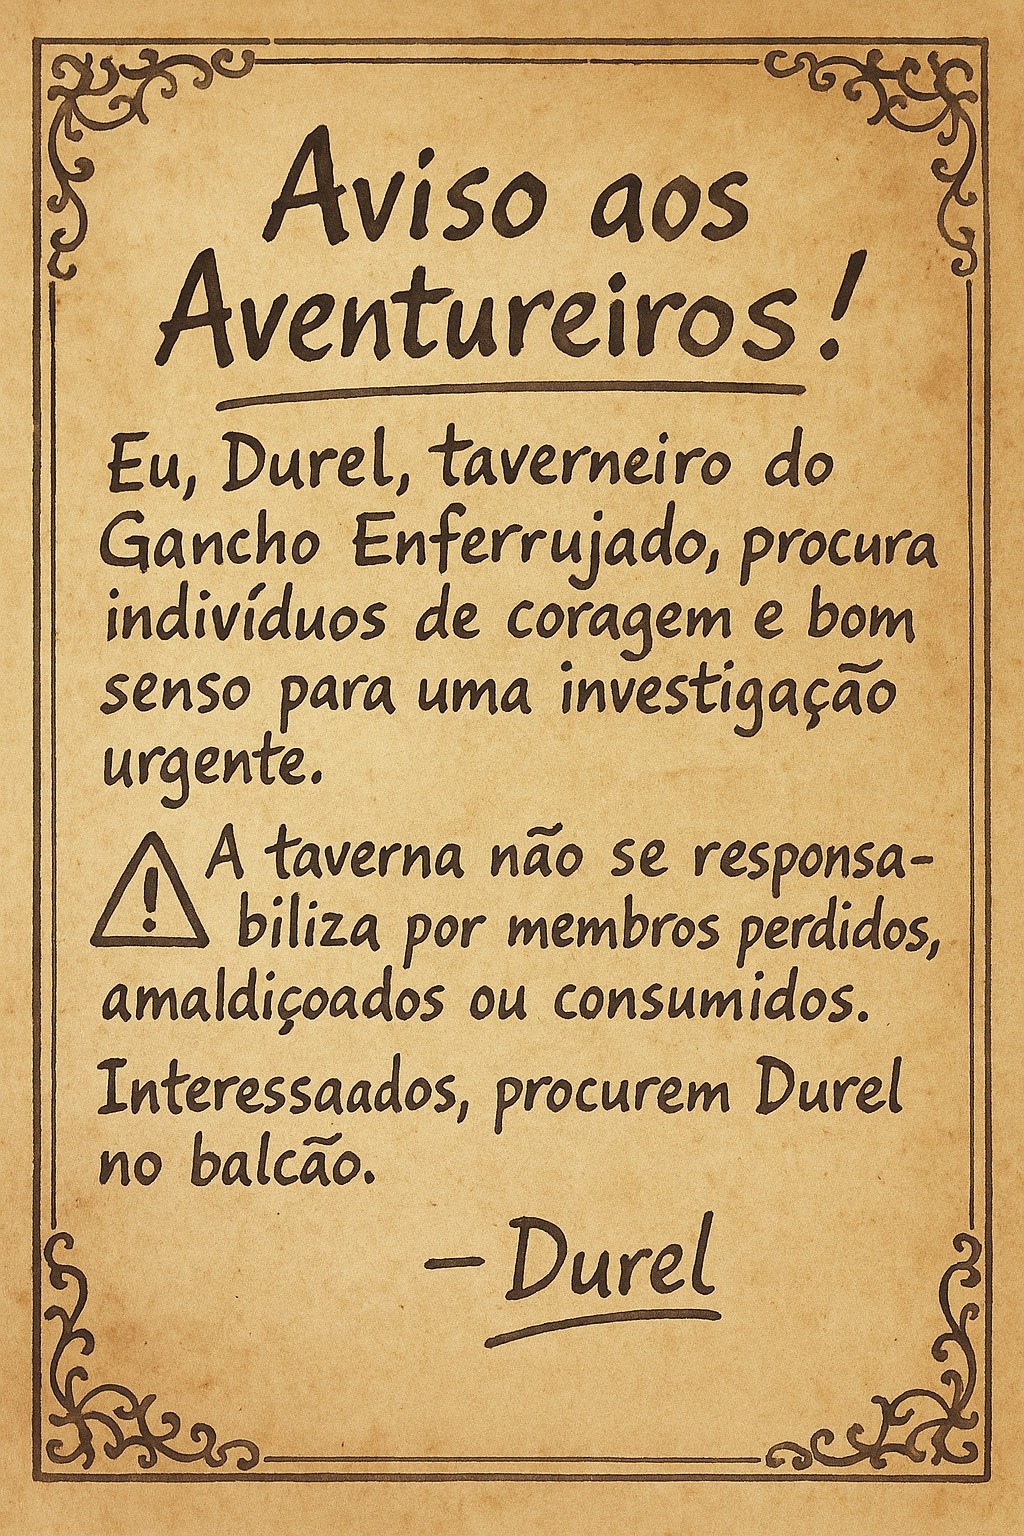 Aviso aos
Aventureiros!
Eu, Durel, taverneiro do
Gancho Enferrujado, procura
indivíduos de coragem e bom
senso para uma investigação
urgente.
A taverna não se responsa-
biliza por membros perdidos,
amaldiçoados ou consumidos.
Interessaados, procurem Durel
no balcão.
– Durel